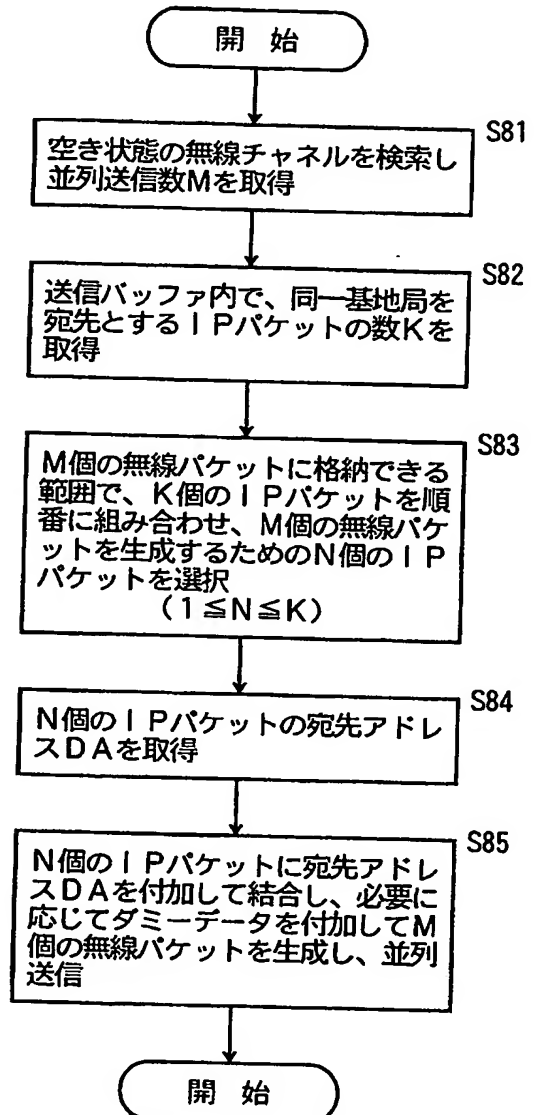 開 始
S81
空き状態の無線チャネルを検索し
並列送信数Mを取得
S82
送信バッファ内で、同一基地局を
宛先とするIPパケットの数Kを
取得
S83
M個の無線パケットに格納できる
範囲で、K個のIPパケットを順
番に組み合わせ、M個の無線パケ
ットを生成するためのN個のIP
パケットを選択
(1≦N≦K)
S84
N個のIPパケットの宛先アドレ
スDAを取得
S85
N個のIPパケットに宛先アドレ
スDAを付加して結合し、必要に
応じてダミーデータを付加してM
個の無線パケットを生成し、並列
送信
開 始